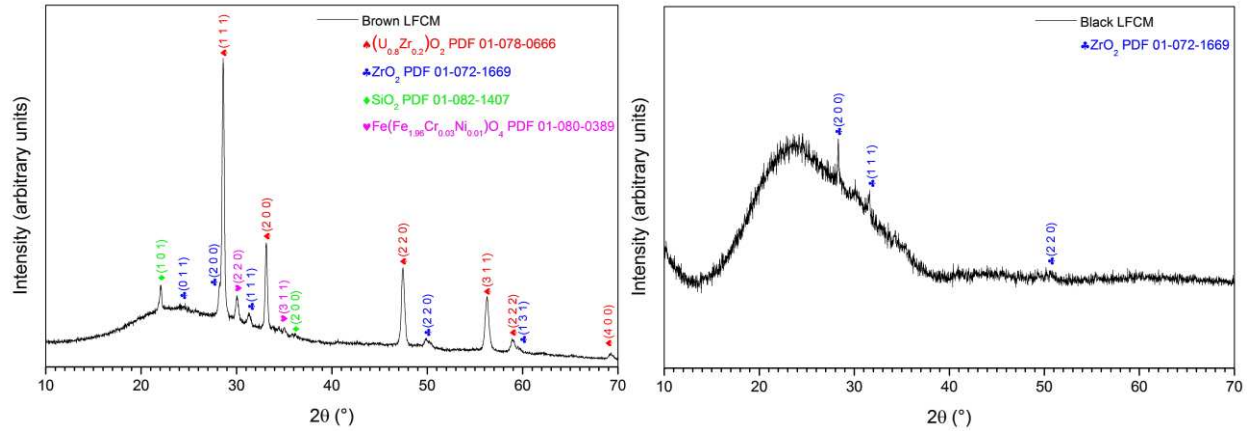 Brown LFCM
♠(U0.8Zr0.2)O2 PDF 01-078-0666
♣ZrO2 PDF 01-072-1669
♦SiO2 PDF 01-082-1407
♥Fe(Fe1.96Cr0.03Ni0.01)O4 PDF 01-080-0389
♦(1 0 1)
♣(0 1 1)
♣(2 0 0)
♠(1 1 1)
♥(2 2 0)
♣(1 1 1)
♠(2 0 0)
♥(3 1 1)
♦(2 0 0)
♠(2 2 0)
♣(2 2 0)
♠(3 1 1)
♠(2 2 2)
♣(1 3 1)
♠(4 0 0)
Intensity (arbitrary units)
10 20 30 40 50 60 70
2θ (°)
Black LFCM
♣ZrO2 PDF 01-072-1669
♣(2 0 0)
♣(1 1 1)
♣(2 2 0)
Intensity (arbitrary units)
10 20 30 40 50 60 70
2θ (°)